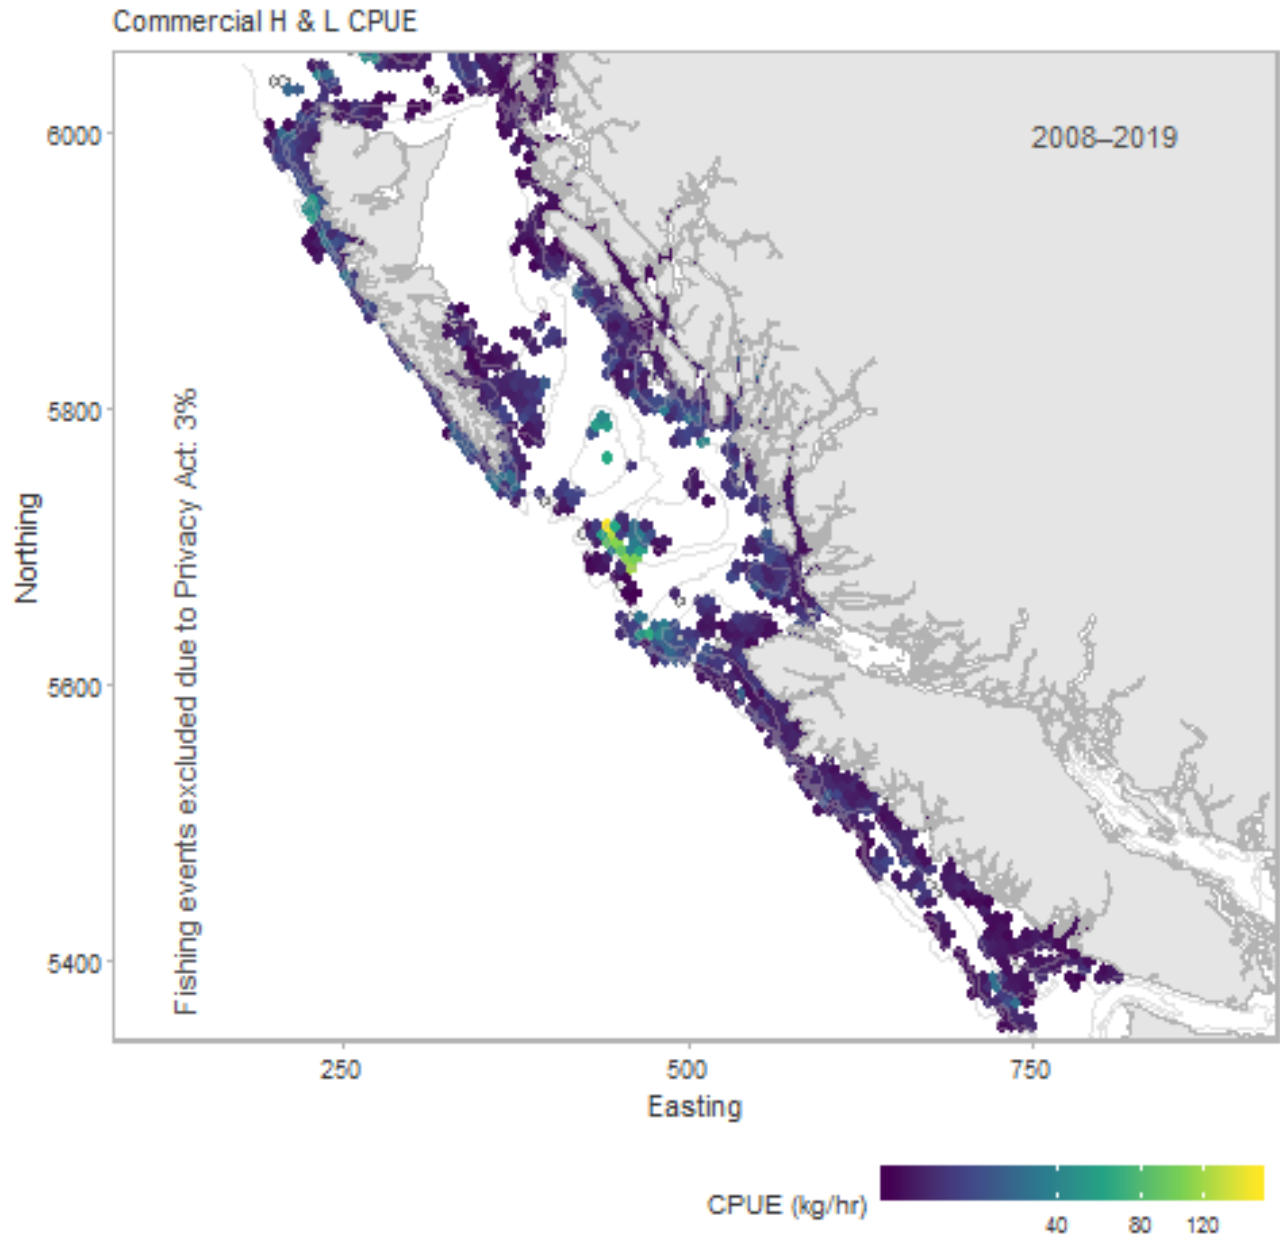 Commercial H & L CPUE
2008–2019
6000
5800
5600
5400
Northing
Fishing events excluded due to Privacy Act: 3%
250
500
750
Easting
CPUE (kg/hr)
40
80
120